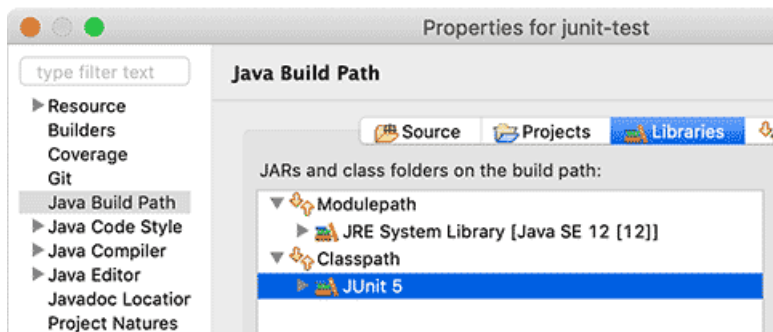 Properties for junit-test
type filter text
Resource
Builders
Coverage
Git
Java Build Path
Java Code Style
Java Compiler
Java Editor
Javadoc Location
Project Natures
Java Build Path
Source
Projects
Libraries
JARs and class folders on the build path:
Modulepath
JRE System Library [Java SE 12 [12]]
Classpath
JUnit 5